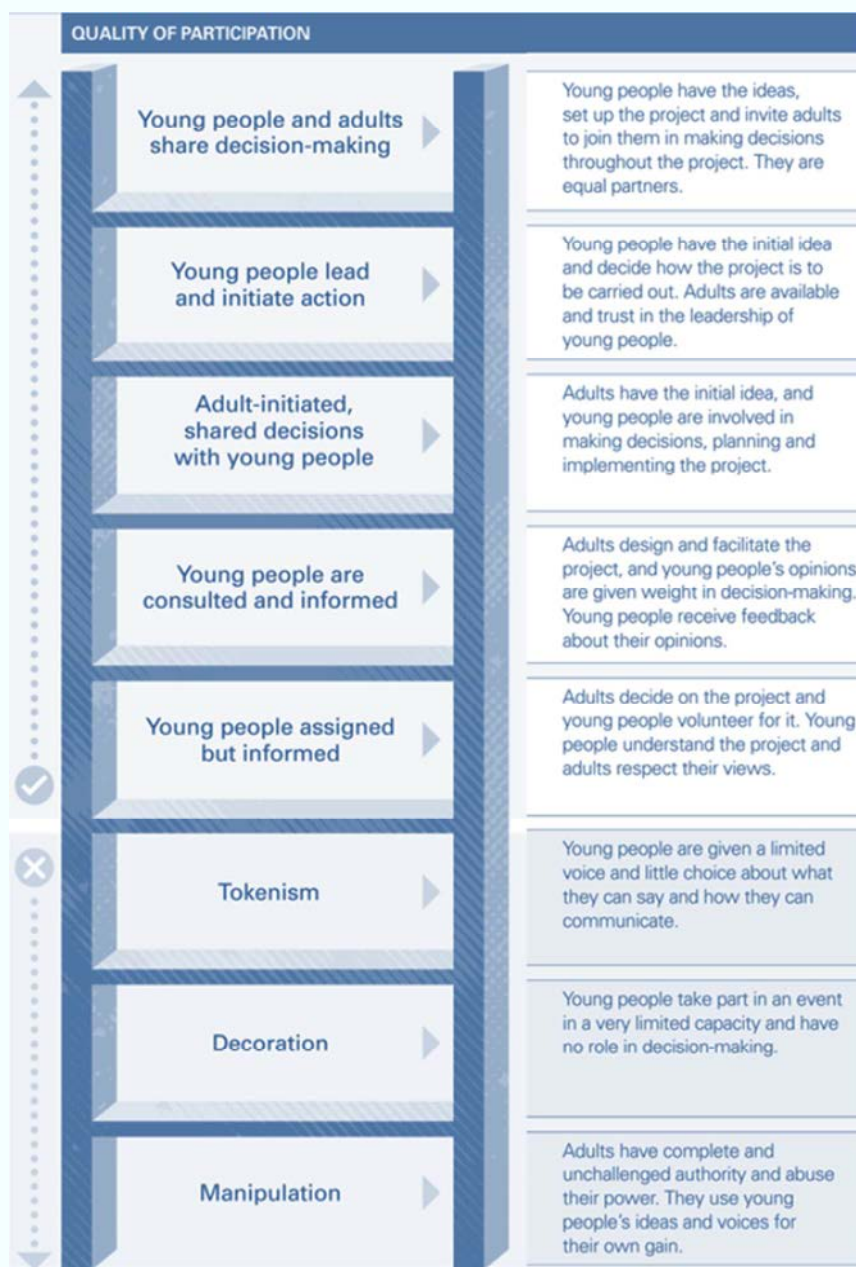 QUALITY OF PARTICIPATION
Young people and adults
share decision-making
Young people have the ideas,
set up the project and invite adults
to join them in making decisions
throughout the project. They are
equal partners.
Young people lead
and initiate action
Young people have the initial idea
and decide how the project is to
be carried out. Adults are available
and trust in the leadership of
young people.
Adult-initiated,
shared decisions
with young people
Adults have the initial idea, and
young people are involved in
making decisions, planning and
implementing the project.
Young people are
consulted and informed
Adults design and facilitate the
project, and young people's opinions
are given weight in decision-making.
Young people receive feedback
about their opinions.
Young people assigned
but informed
Adults decide on the project and
young people volunteer for it. Young
people understand the project and
adults respect their views.
Tokenism
Young people are given a limited
voice and little choice about what
they can say and how they can
communicate.
Decoration
Young people take part in an event
in a very limited capacity and have
no role in decision-making.
Manipulation
Adults have complete and
unchallenged authority and abuse
their power. They use young
people's ideas and voices for
their own gain.